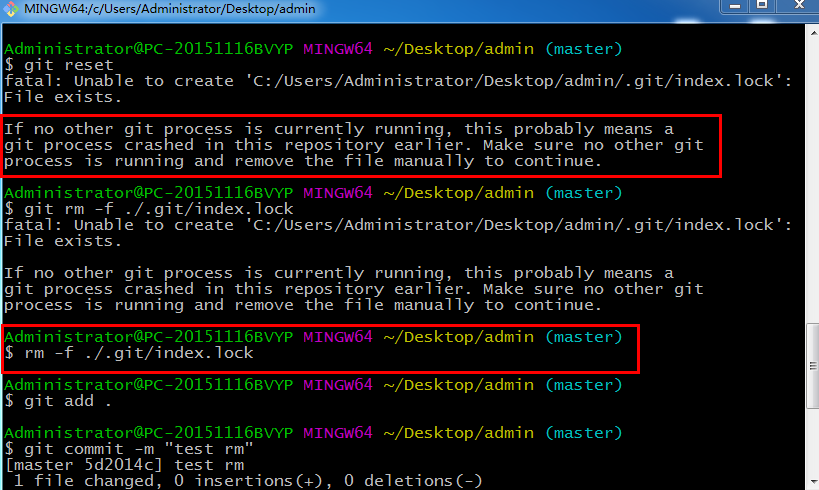 MINGW64:/c/Users/Administrator/Desktop/admin
Administrator@PC-20151116BVYP MINGW64 ~/Desktop/admin (master)
$ git reset
fatal: Unable to create 'C:/Users/Administrator/Desktop/admin/.git/index.lock':
File exists.
If no other git process is currently running, this probably means a
git process crashed in this repository earlier. Make sure no other git
process is running and remove the file manually to continue.
Administrator@PC-20151116BVYP MINGW64 ~/Desktop/admin (master)
$ git rm -f ./.git/index.lock
fatal: Unable to create 'C:/Users/Administrator/Desktop/admin/.git/index.lock':
File exists.
If no other git process is currently running, this probably means a
git process crashed in this repository earlier. Make sure no other git
process is running and remove the file manually to continue.
Administrator@PC-20151116BVYP MINGW64 ~/Desktop/admin (master)
$ rm -f ./.git/index.lock
Administrator@PC-20151116BVYP MINGW64 ~/Desktop/admin (master)
$ git add .
Administrator@PC-20151116BVYP MINGW64 ~/Desktop/admin (master)
$ git commit -m "test rm"
[master 5d2014c] test rm
1 file changed, 0 insertions(+), 0 deletions(-)